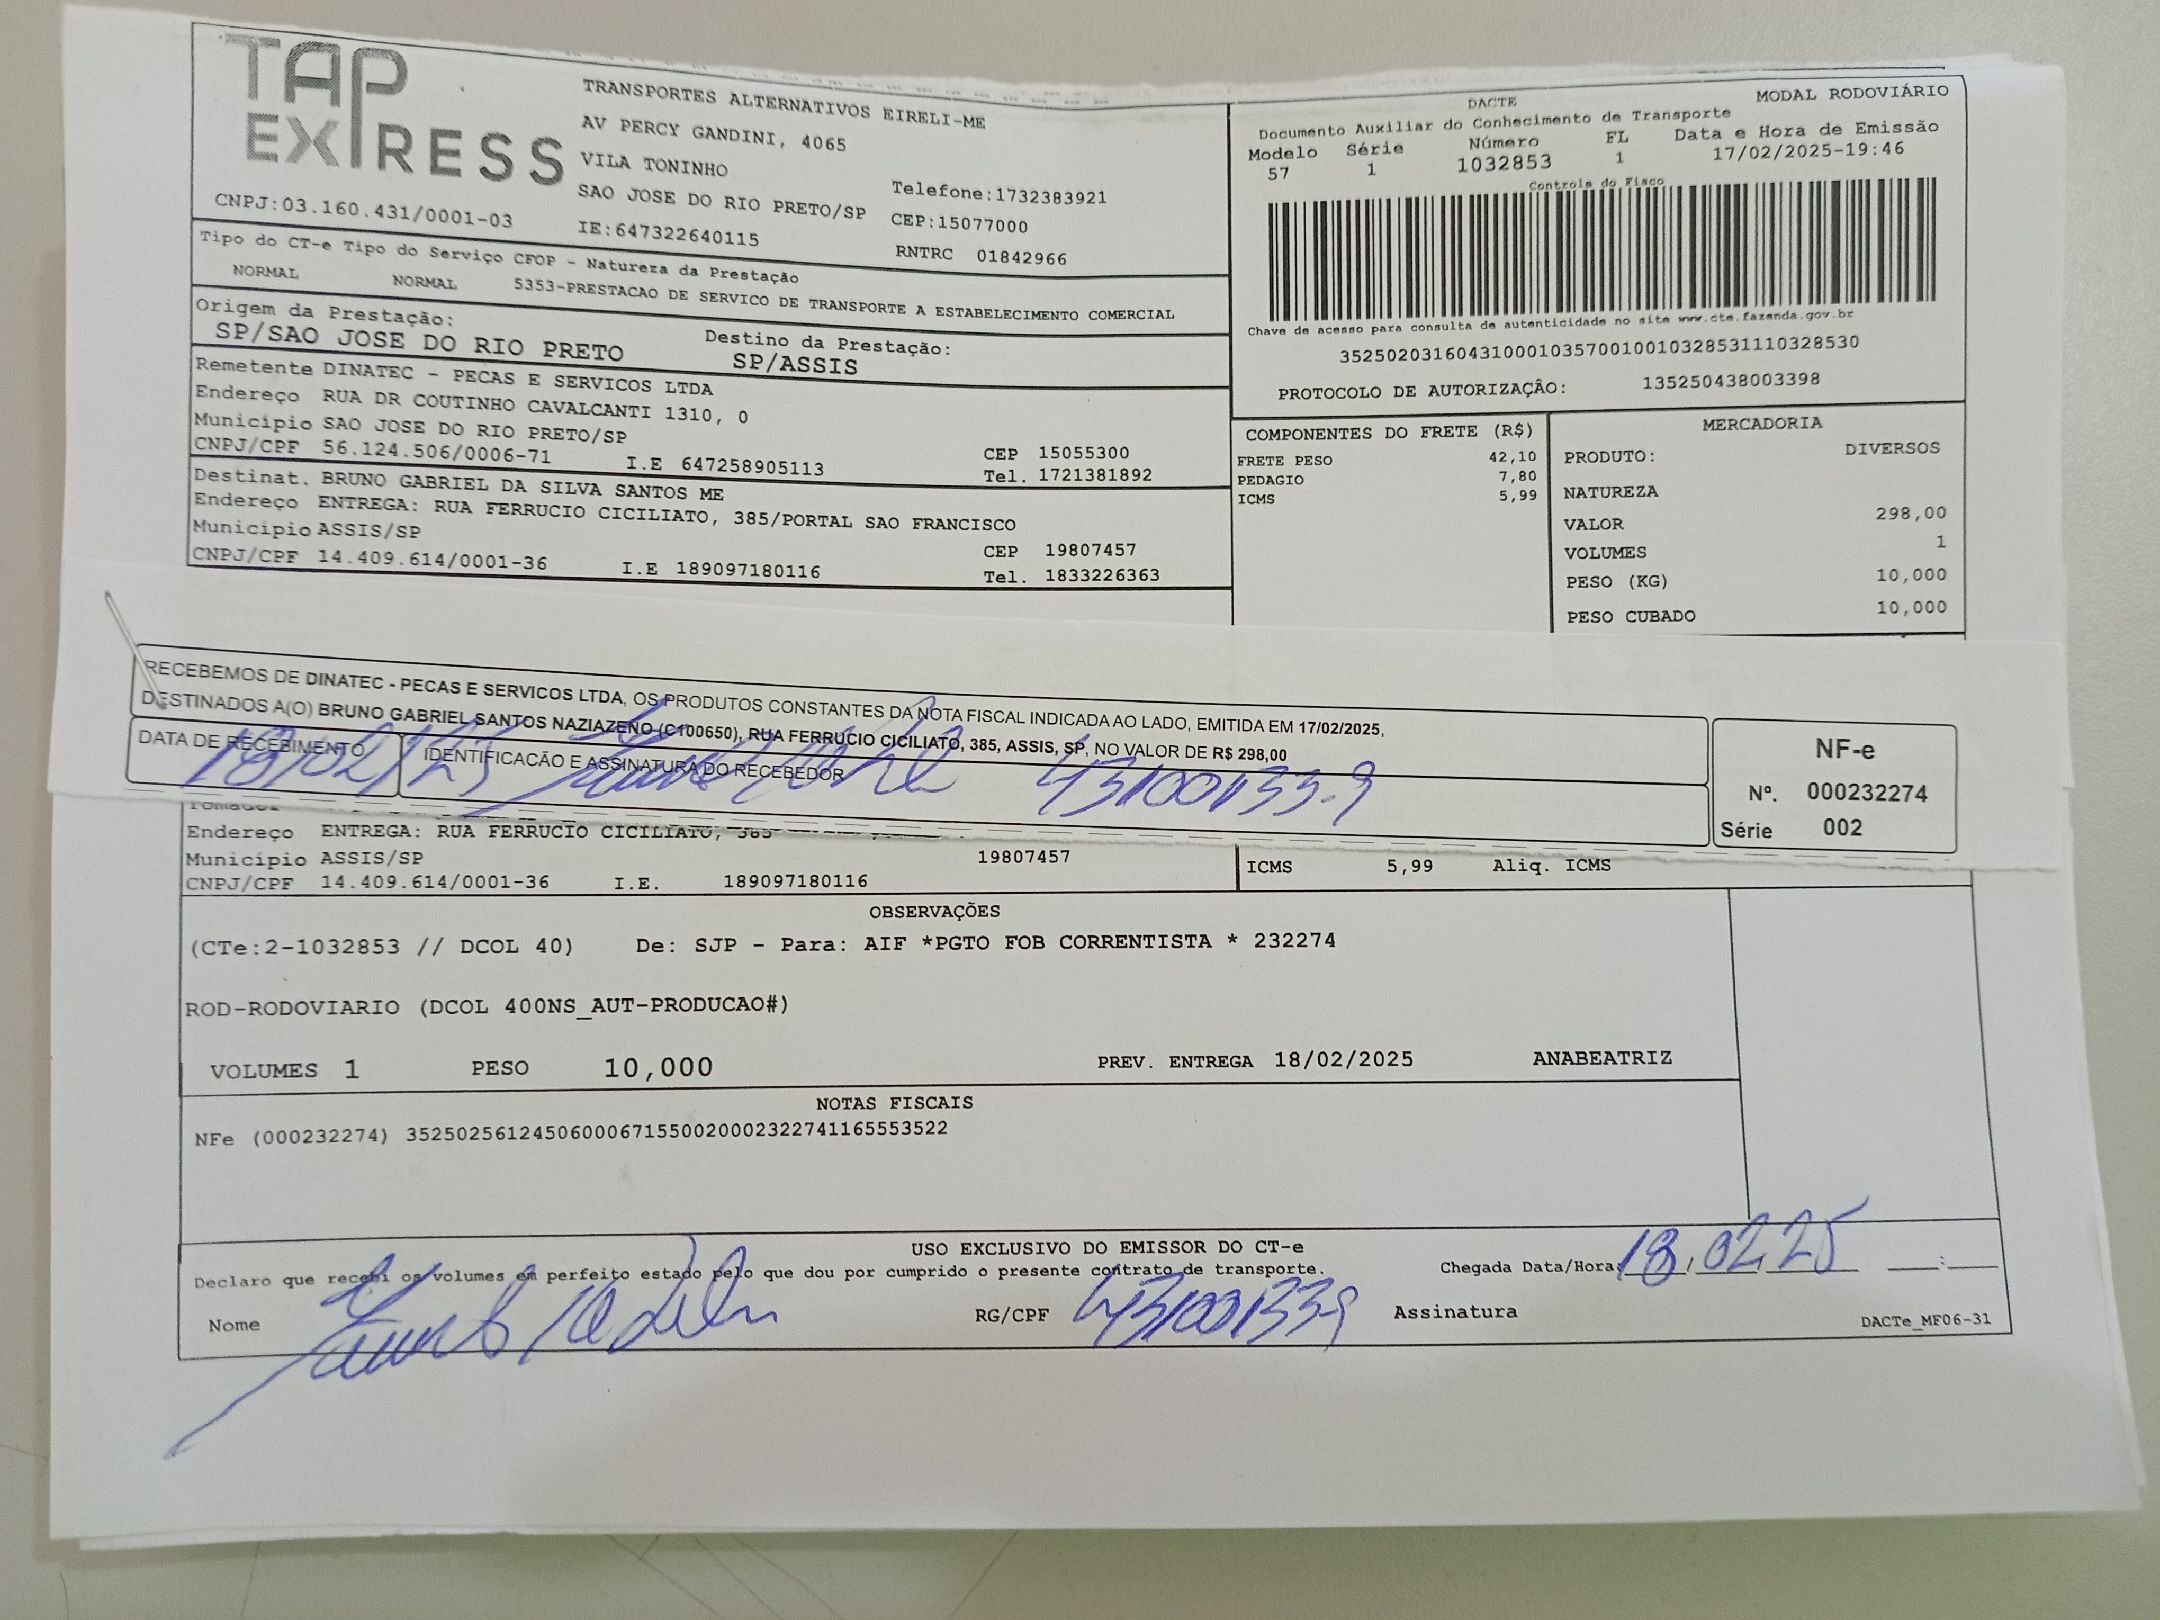 TAP
EXPRESS
TRANSPORTES ALTERNATIVOS EIRELI-ME
AV PERCY GANDINI, 4065
VILA TONINHO
SAO JOSE DO RIO PRETO/SP
Telefone:1732383921
CEP:15077000
CNPJ:03.160.431/0001-03
IE:647322640115
RNTRC 01842966
Tipo do CT-e Tipo do Serviço CFOP - Natureza da Prestação
NORMAL NORMAL 5353-PRESTACAO DE SERVICO DE TRANSPORTE A ESTABELECIMENTO COMERCIAL
Origem da Prestação:
SP/SAO JOSE DO RIO PRETO
Destino da Prestação:
SP/ASSIS
Remetente DINATEC - PECAS E SERVICOS LTDA
Endereço RUA DR COUTINHO CAVALCANTI 1310, 0
Município SAO JOSE DO RIO PRETO/SP CEP 15055300
CNPJ/CPF 56.124.506/0006-71 I.E 647258905113 Tel. 1721381892
Destinat. BRUNO GABRIEL DA SILVA SANTOS ME
Endereço ENTREGA: RUA FERRUCIO CICILIATO, 385/PORTAL SAO FRANCISCO
Município ASSIS/SP CEP 19807457
CNPJ/CPF 14.409.614/0001-36 I.E 189097180116 Tel. 1833226363
DACTE MODAL RODOVIÁRIO
Documento Auxiliar do Conhecimento de Transporte
Modelo Série Número FL Data e Hora de Emissão
57 1 1032853 1 17/02/2025-19:46
Controle do Fisco
Chave de acesso para consulta de autenticidade no site www.cte.fazenda.gov.br
35250203160431000103570010010328531110328530
PROTOCOLO DE AUTORIZAÇÃO: 135250438003398
COMPONENTES DO FRETE (R$)
FRETE PESO 42,10
PEDAGIO 7,80
ICMS 5,99
MERCADORIA
PRODUTO: DIVERSOS
NATUREZA
VALOR 298,00
VOLUMES 1
PESO (KG) 10,000
PESO CUBADO 10,000
RECEBEMOS DE DINATEC - PECAS E SERVICOS LTDA, OS PRODUTOS CONSTANTES DA NOTA FISCAL INDICADA AO LADO, EMITIDA EM 17/02/2025,
DESTINADOS A(O) BRUNO GABRIEL SANTOS NAZIAZENO (C100650), RUA FERRUCIO CICILIATO, 385, ASSIS, SP, NO VALOR DE R$ 298,00
DATA DE RECEBIMENTO
IDENTIFICACÃO E ASSINATURA DO RECEBEDOR
18/02/25 43100133-9
NF-e
Nº. 000232274
Série 002
Tomador
Endereço ENTREGA: RUA FERRUCIO CICILIATO, 385
Município ASSIS/SP 19807457
CNPJ/CPF 14.409.614/0001-36 I.E. 189097180116
ICMS 5,99 Aliq. ICMS
OBSERVAÇÕES
(CTe:2-1032853 // DCOL 40) De: SJP - Para: AIF *PGTO FOB CORRENTISTA * 232274
ROD-RODOVIARIO (DCOL 400NS_AUT-PRODUCAO#)
VOLUMES 1 PESO 10,000 PREV. ENTREGA 18/02/2025 ANABEATRIZ
NOTAS FISCAIS
NFe (000232274) 35250256124506000671550020002322741165553522
USO EXCLUSIVO DO EMISSOR DO CT-e
Declaro que recebi os volumes em perfeito estado pelo que dou por cumprido o presente contrato de transporte.
Chegada Data/Hora: 18.02.25 :
Nome
RG/CPF 43100133-9
Assinatura
DACTe_MF06-31